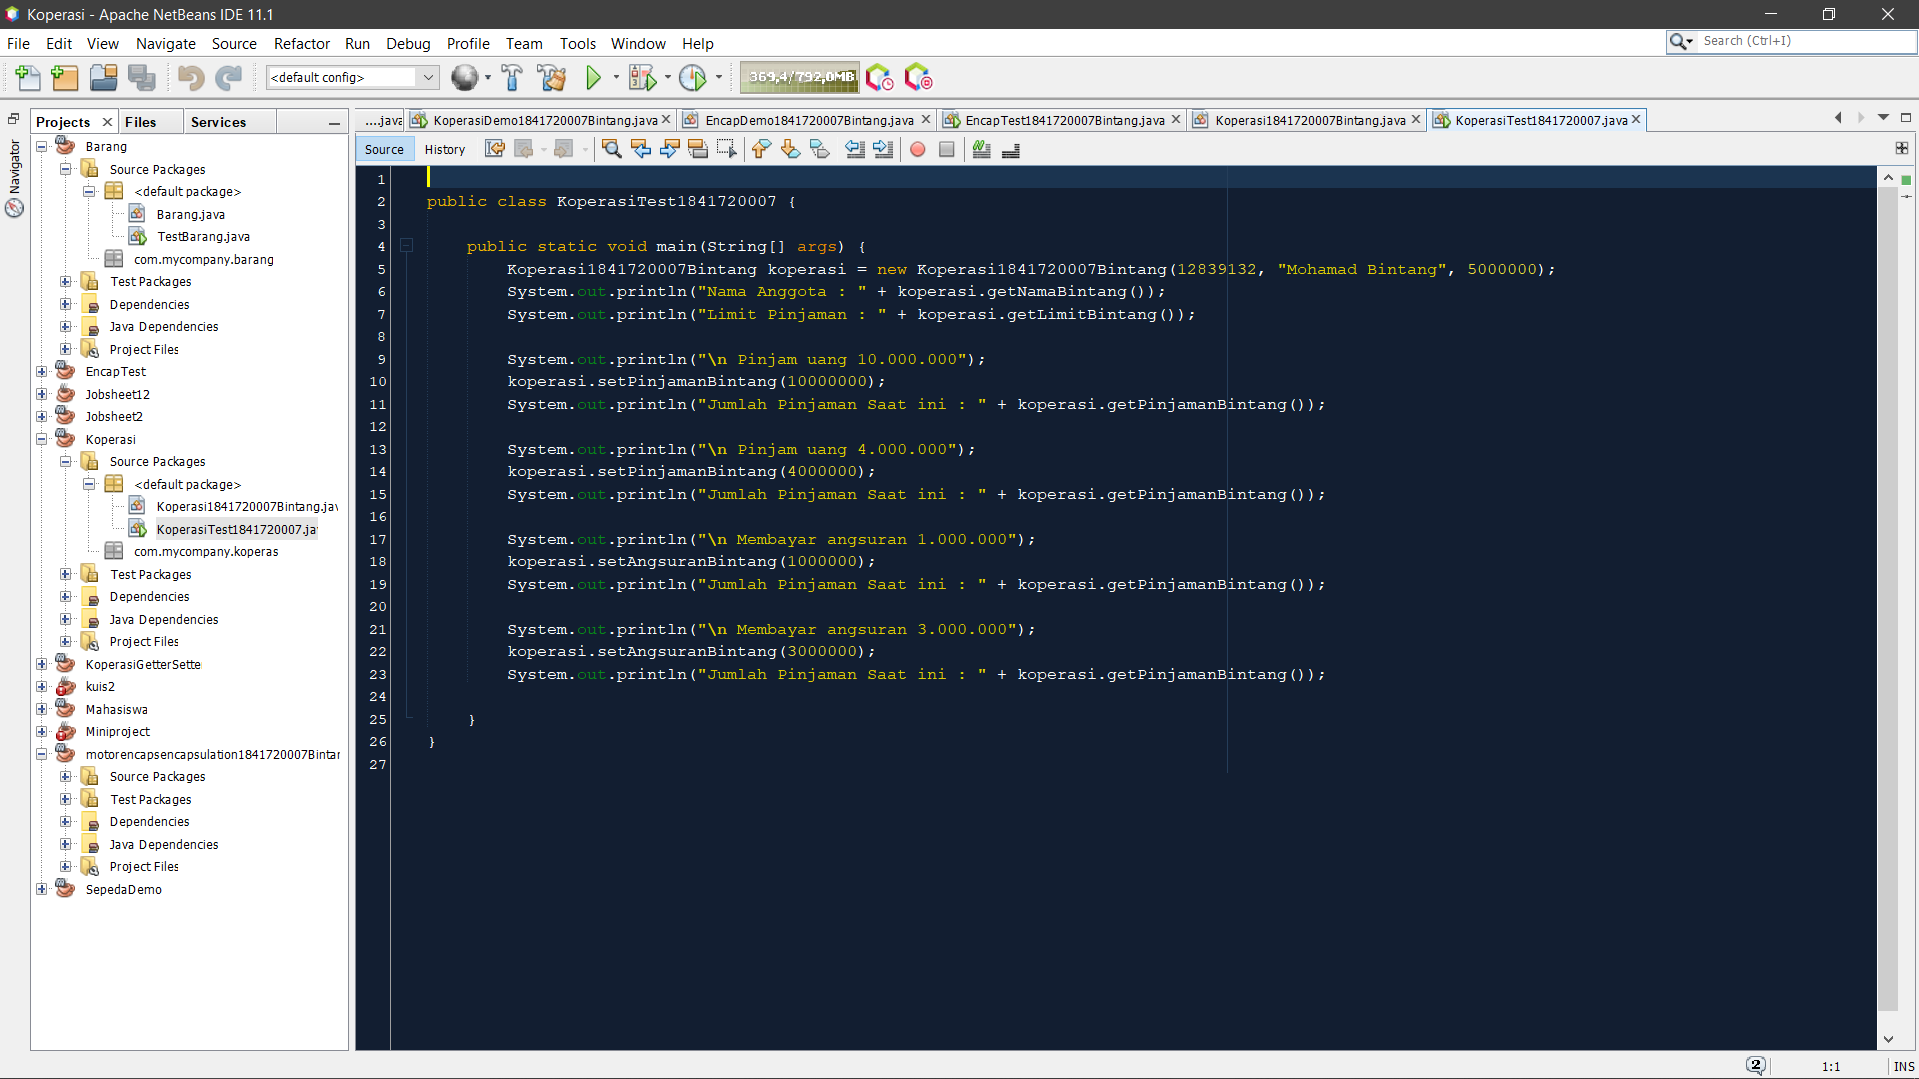 Koperasi - Apache NetBeans IDE 11.1
File Edit View Navigate Source Refactor Run Debug Profile Team Tools Window Help
Search (Ctrl+I)
<default config>
369,4/792,0MB
Projects Files Services
....java KoperasiDemo1841720007Bintang.java EncapDemo1841720007Bintang.java EncapTest1841720007Bintang.java Koperasi1841720007Bintang.java KoperasiTest1841720007.java
Source History
Navigator
Barang
Source Packages
<default package>
Barang.java
TestBarang.java
com.mycompany.barang
Test Packages
Dependencies
Java Dependencies
Project Files
EncapTest
Jobsheet12
Jobsheet2
Koperasi
Source Packages
<default package>
Koperasi1841720007Bintang.jav
KoperasiTest1841720007.ja
com.mycompany.koperas
Test Packages
Dependencies
Java Dependencies
Project Files
KoperasiGetterSette
kuis2
Mahasiswa
Miniproject
motorencapsencapsulation1841720007Bintar
Source Packages
Test Packages
Dependencies
Java Dependencies
Project Files
SepedaDemo
1
2 public class KoperasiTest1841720007 {
3
4 public static void main(String[] args) {
5 Koperasi1841720007Bintang koperasi = new Koperasi1841720007Bintang(12839132, "Mohamad Bintang", 5000000);
6 System.out.println("Nama Anggota : " + koperasi.getNamaBintang());
7 System.out.println("Limit Pinjaman : " + koperasi.getLimitBintang());
8
9 System.out.println("\n Pinjam uang 10.000.000");
10 koperasi.setPinjamanBintang(10000000);
11 System.out.println("Jumlah Pinjaman Saat ini : " + koperasi.getPinjamanBintang());
12
13 System.out.println("\n Pinjam uang 4.000.000");
14 koperasi.setPinjamanBintang(4000000);
15 System.out.println("Jumlah Pinjaman Saat ini : " + koperasi.getPinjamanBintang());
16
17 System.out.println("\n Membayar angsuran 1.000.000");
18 koperasi.setAngsuranBintang(1000000);
19 System.out.println("Jumlah Pinjaman Saat ini : " + koperasi.getPinjamanBintang());
20
21 System.out.println("\n Membayar angsuran 3.000.000");
22 koperasi.setAngsuranBintang(3000000);
23 System.out.println("Jumlah Pinjaman Saat ini : " + koperasi.getPinjamanBintang());
24
25 }
26 }
27
2 1:1 INS